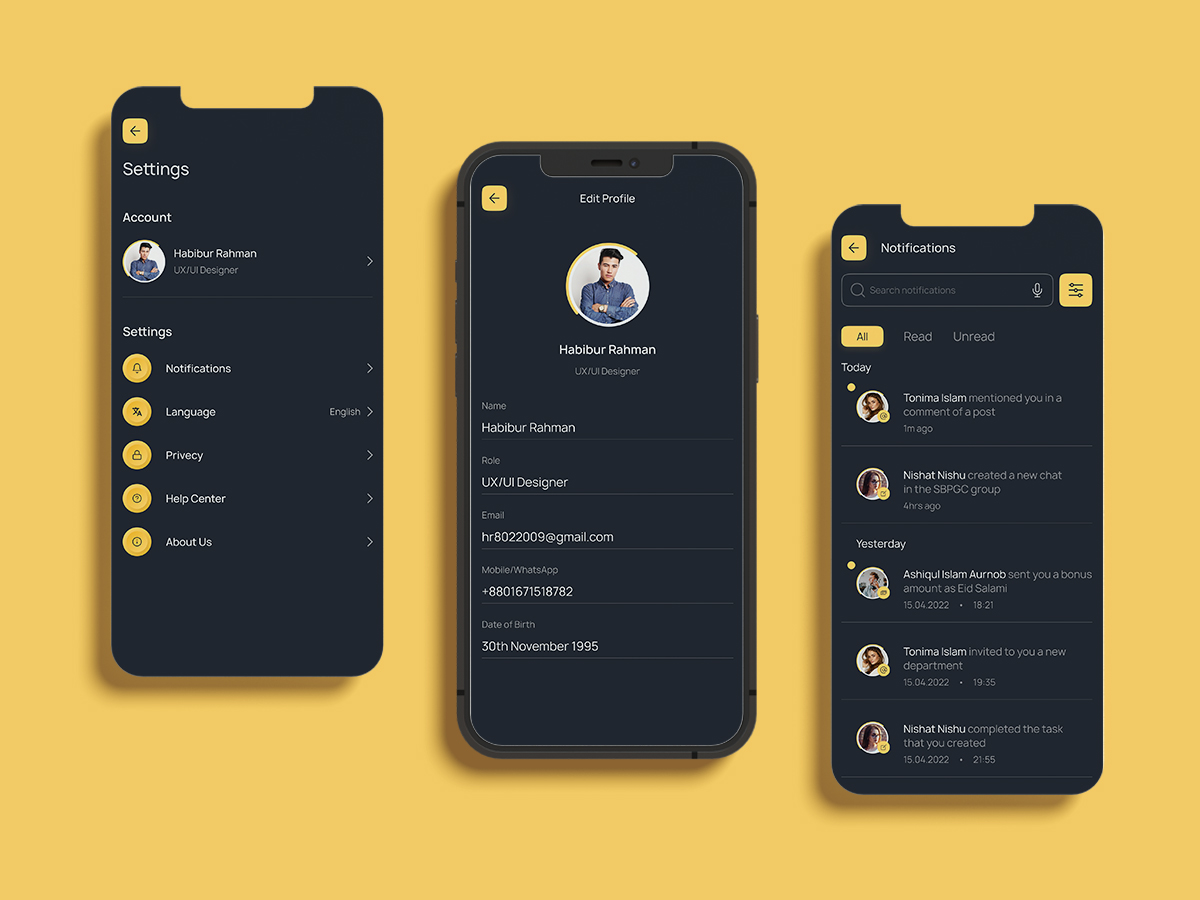 Settings
Account
Habibur Rahman
UX/UI Designer
Settings
Notifications
Language English
Privecy
Help Center
About Us
Edit Profile
Habibur Rahman
UX/UI Designer
Name
Habibur Rahman
Role
UX/UI Designer
Email
hr8022009@gmail.com
Mobile/WhatsApp
+8801671518782
Date of Birth
30th November 1995
Notifications
Search notifications
All Read Unread
Today
Tonima Islam mentioned you in a
comment of a post
1m ago
Nishat Nishu created a new chat
in the SBPGC group
4hrs ago
Yesterday
Ashiqul Islam Aurnob sent you a bonus
amount as Eid Salami
15.04.2022 • 18:21
Tonima Islam invited to you a new
department
15.04.2022 • 19:35
Nishat Nishu completed the task
that you created
15.04.2022 • 21:55